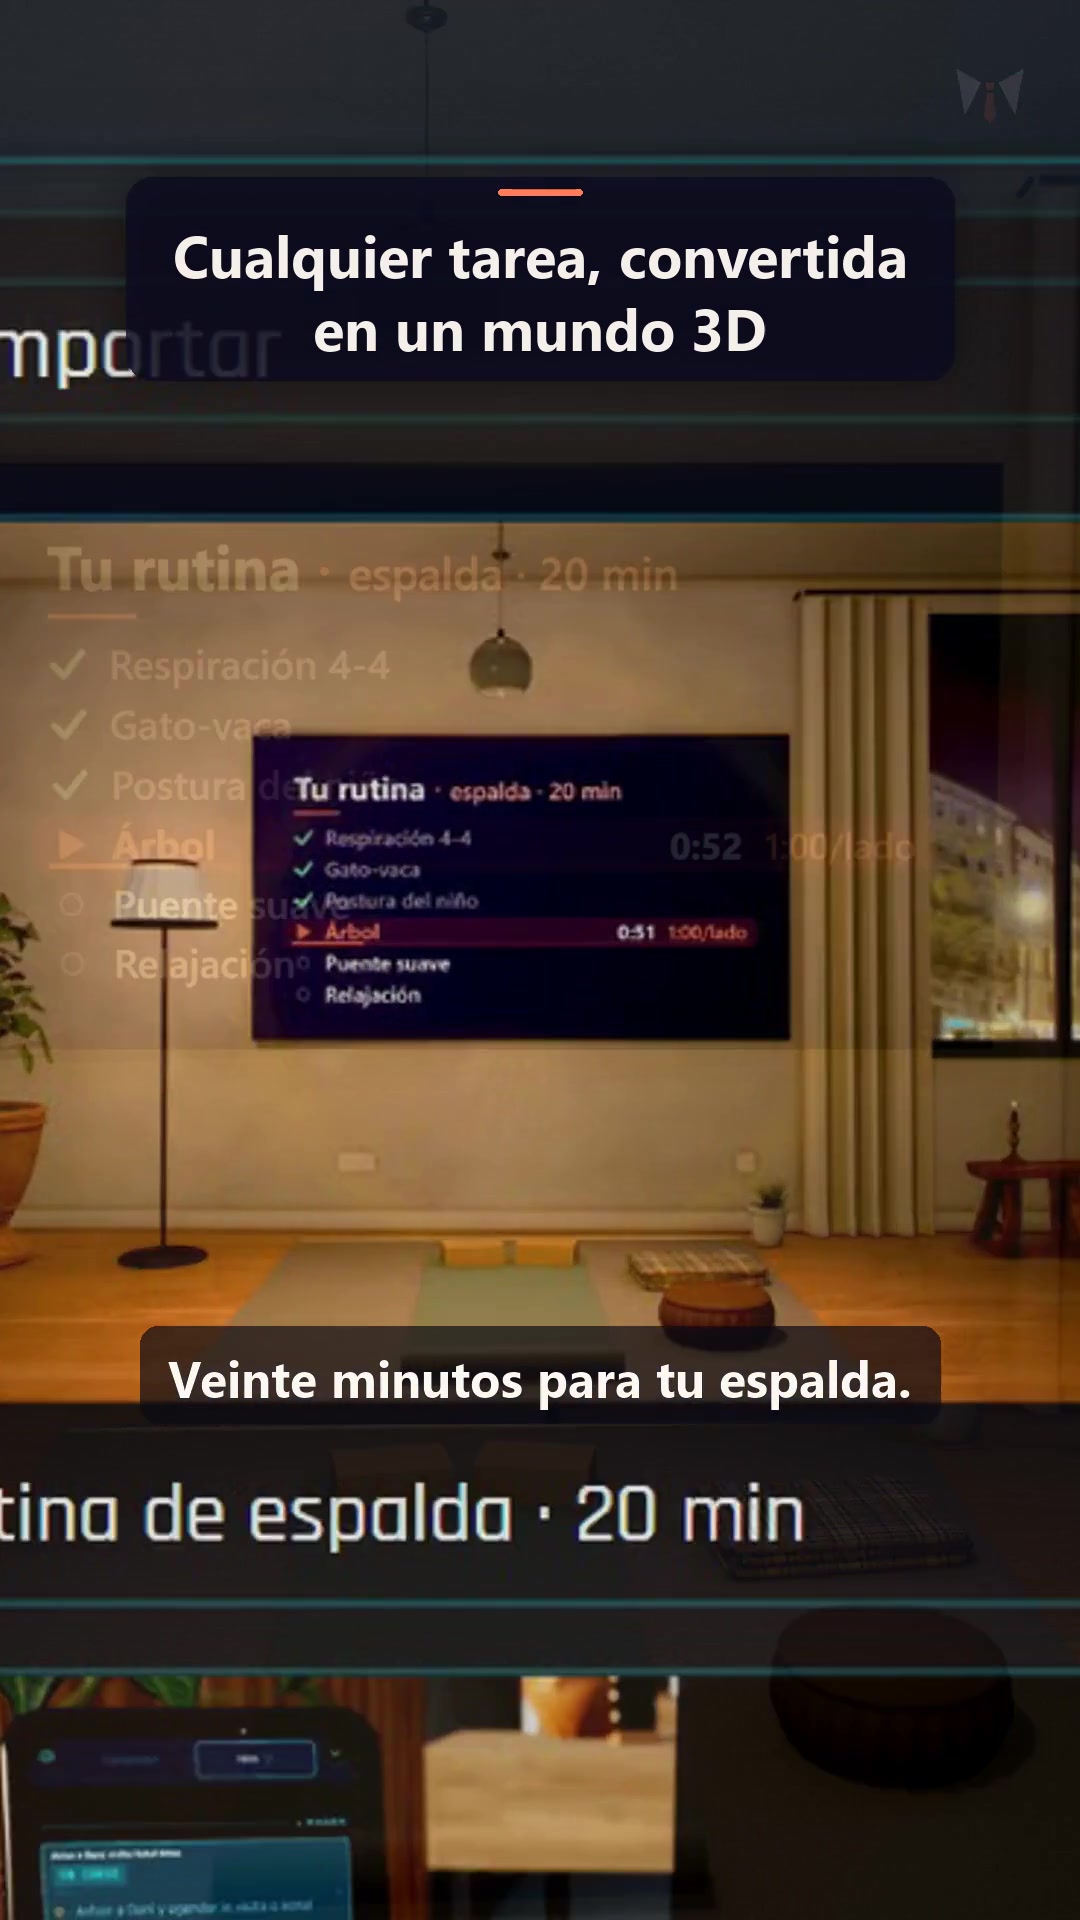 Cualquier tarea, convertida
en un mundo 3D
mportar
Tu rutina · espalda · 20 min
Respiración 4-4
Gato-vaca
Postura del niño
Árbol 0:52 1:00/lado
Puente suave
Relajación
Tu rutina · espalda · 20 min
Respiración 4-4
Gato-vaca
Postura del niño
Árbol 0:51 1:00/lado
Puente suave
Relajación
Veinte minutos para tu espalda.
tina de espalda · 20 min